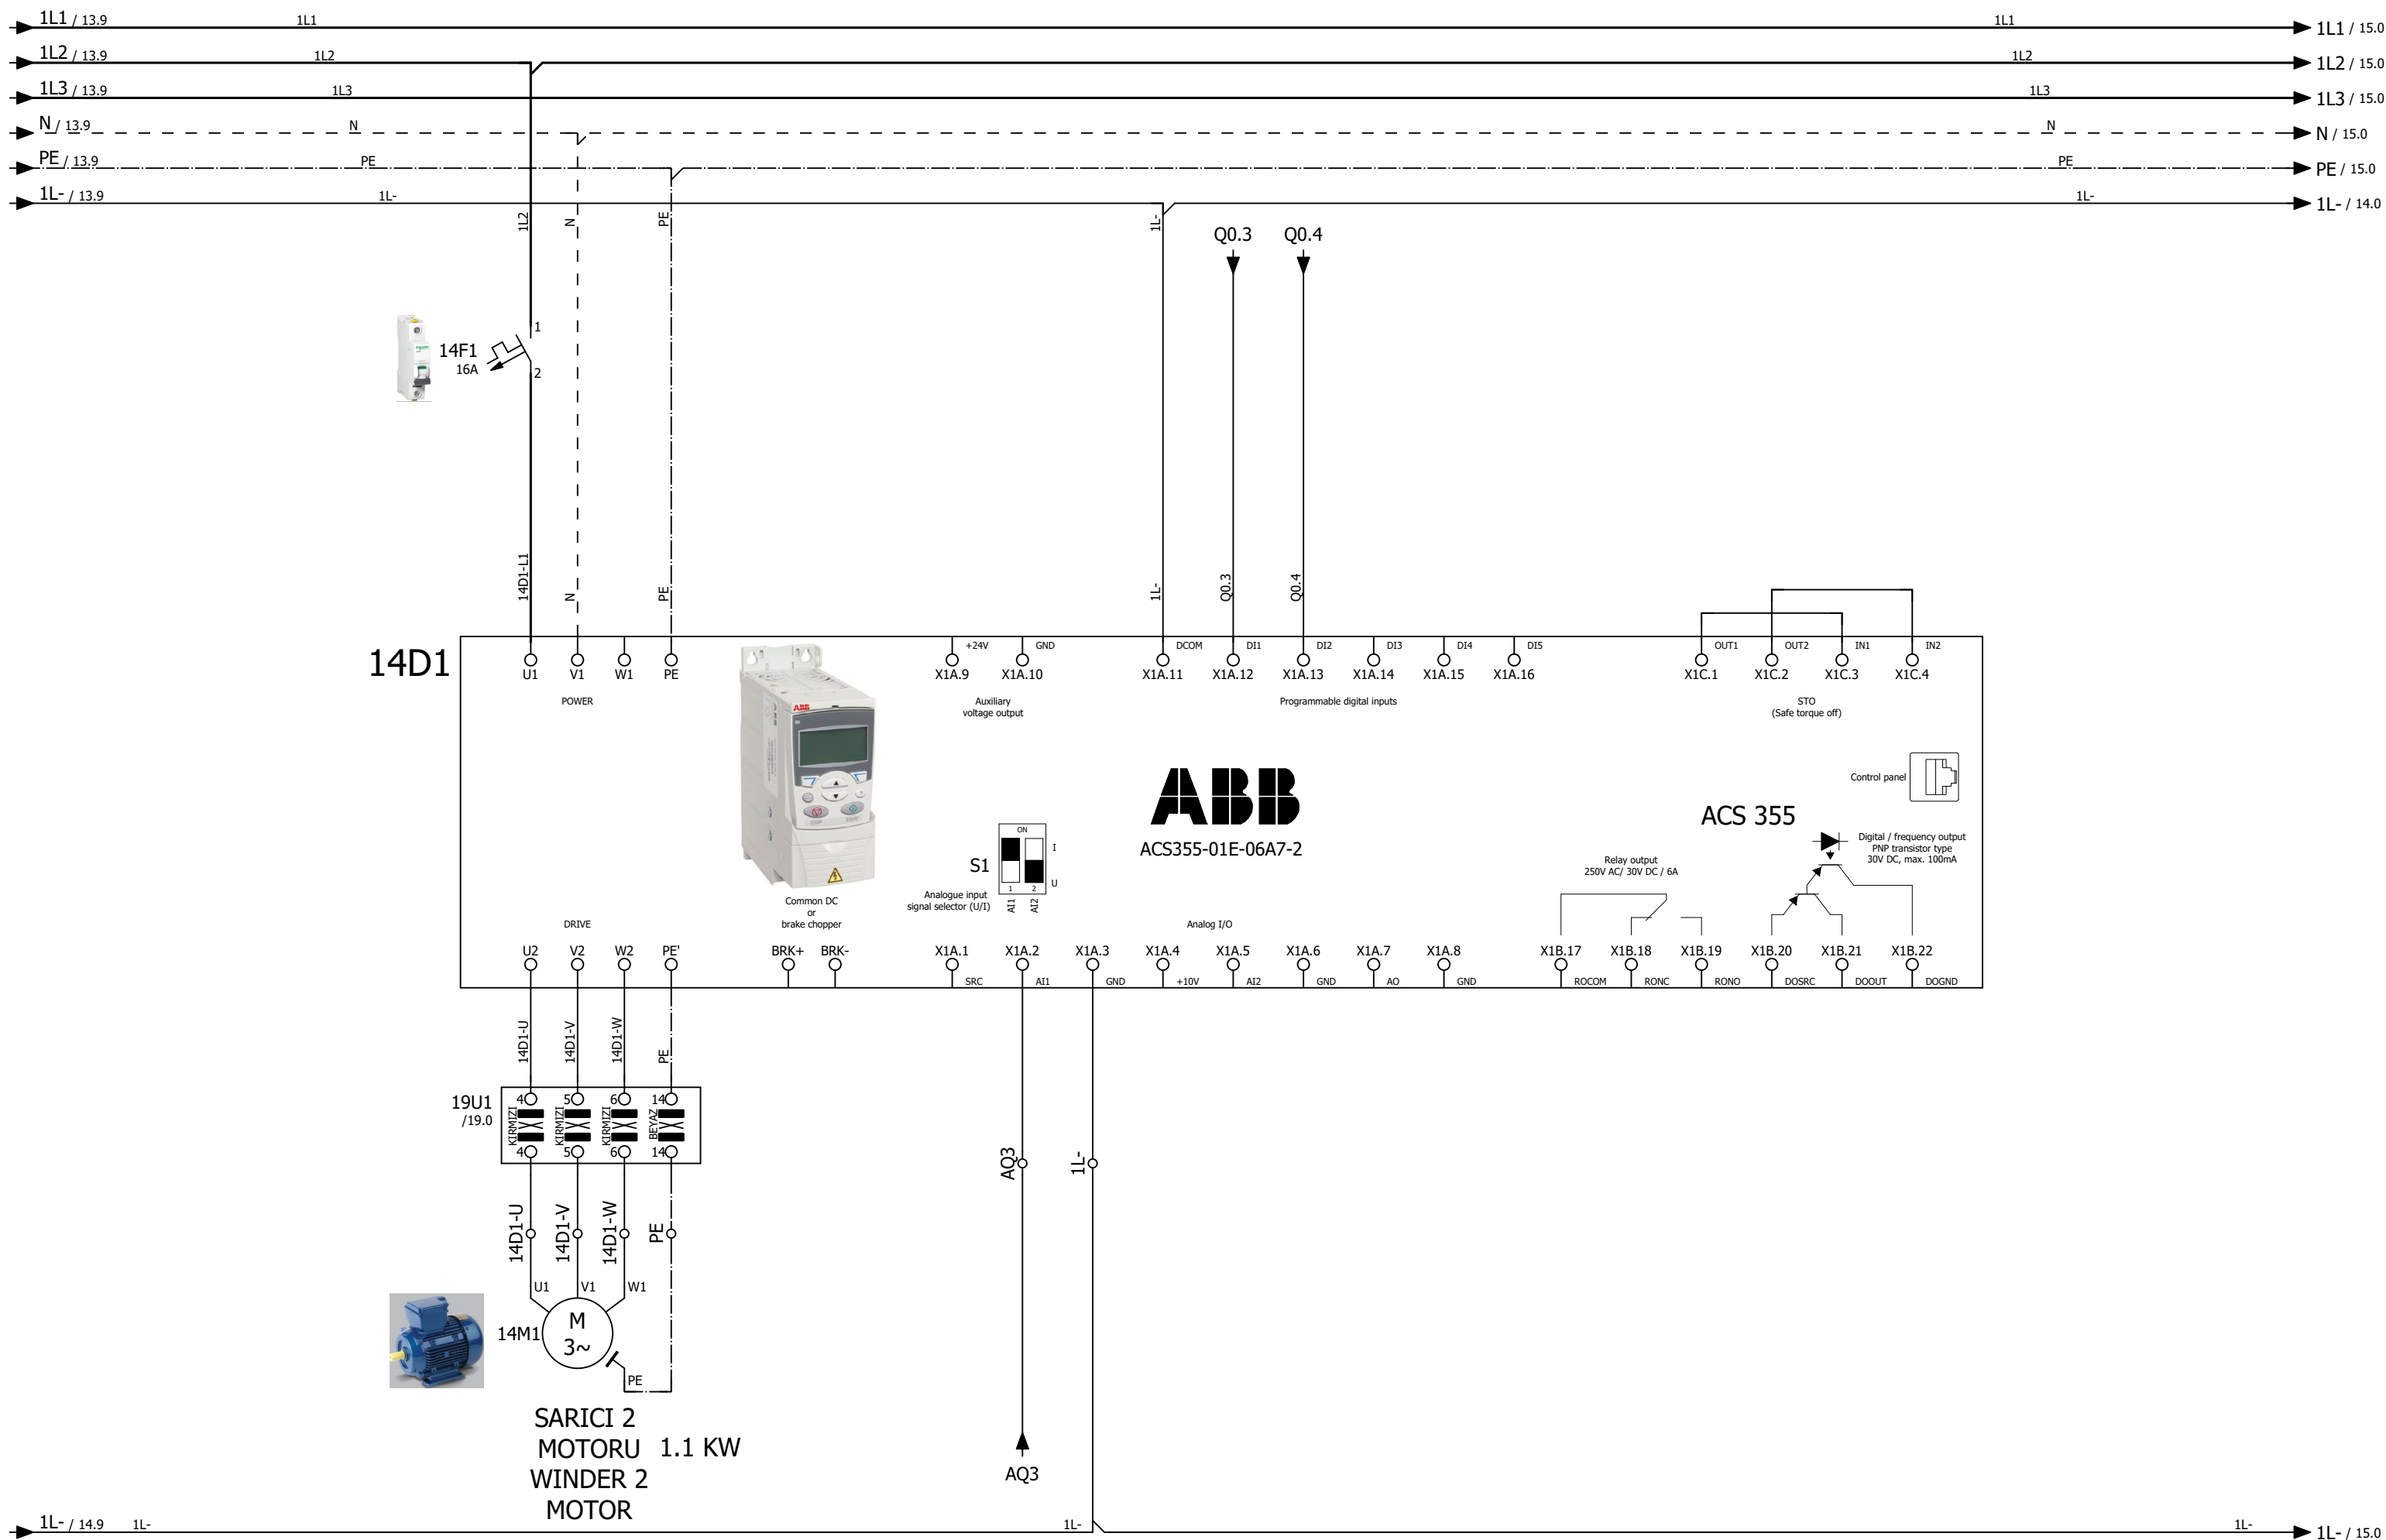 1L1 / 13.9 1L1 1L1 1L1 / 15.0
1L2 / 13.9 1L2 1L2 1L2 / 15.0
1L3 / 13.9 1L3 1L3 1L3 / 15.0
N / 13.9 N N N / 15.0
PE / 13.9 PE PE PE / 15.0
1L- / 13.9 1L- 1L- 1L- / 14.0
1L2 N PE 1L-
Q0.3 Q0.4
1
14F1
16A
2
14D1-L1 N PE 1L- Q0.3 Q0.4
14D1
+24V GND DCOM DI1 DI2 DI3 DI4 DI5 OUT1 OUT2 IN1 IN2
U1 V1 W1 PE X1A.9 X1A.10 X1A.11 X1A.12 X1A.13 X1A.14 X1A.15 X1A.16 X1C.1 X1C.2 X1C.3 X1C.4
POWER
Auxiliary
voltage output
Programmable digital inputs
STO
(Safe torque off)
ABB
Control panel
ABB
ACS355-01E-06A7-2
ACS 355
Digital / frequency output
PNP transistor type
30V DC, max. 100mA
Relay output
250V AC/ 30V DC / 6A
S1
ON
I
U
1 2
AI1 AI2
Analogue input
signal selector (U/I)
Common DC
or
brake chopper
DRIVE
Analog I/O
U2 V2 W2 PE' BRK+ BRK- X1A.1 X1A.2 X1A.3 X1A.4 X1A.5 X1A.6 X1A.7 X1A.8 X1B.17 X1B.18 X1B.19 X1B.20 X1B.21 X1B.22
SRC AI1 GND +10V AI2 GND AO GND ROCOM RONC RONO DOSRC DOOUT DOGND
14D1-U 14D1-V 14D1-W PE
19U1
/19.0
4 5 6 14
KIRMIZI KIRMIZI KIRMIZI BEYAZ
4 5 6 14
AQ3 1L-
14D1-U 14D1-V 14D1-W PE
U1 V1 W1
14M1
M
3~
PE
SARICI 2
MOTORU 1.1 KW
WINDER 2
MOTOR
AQ3
1L- / 14.9 1L- 1L- 1L- 1L- / 15.0